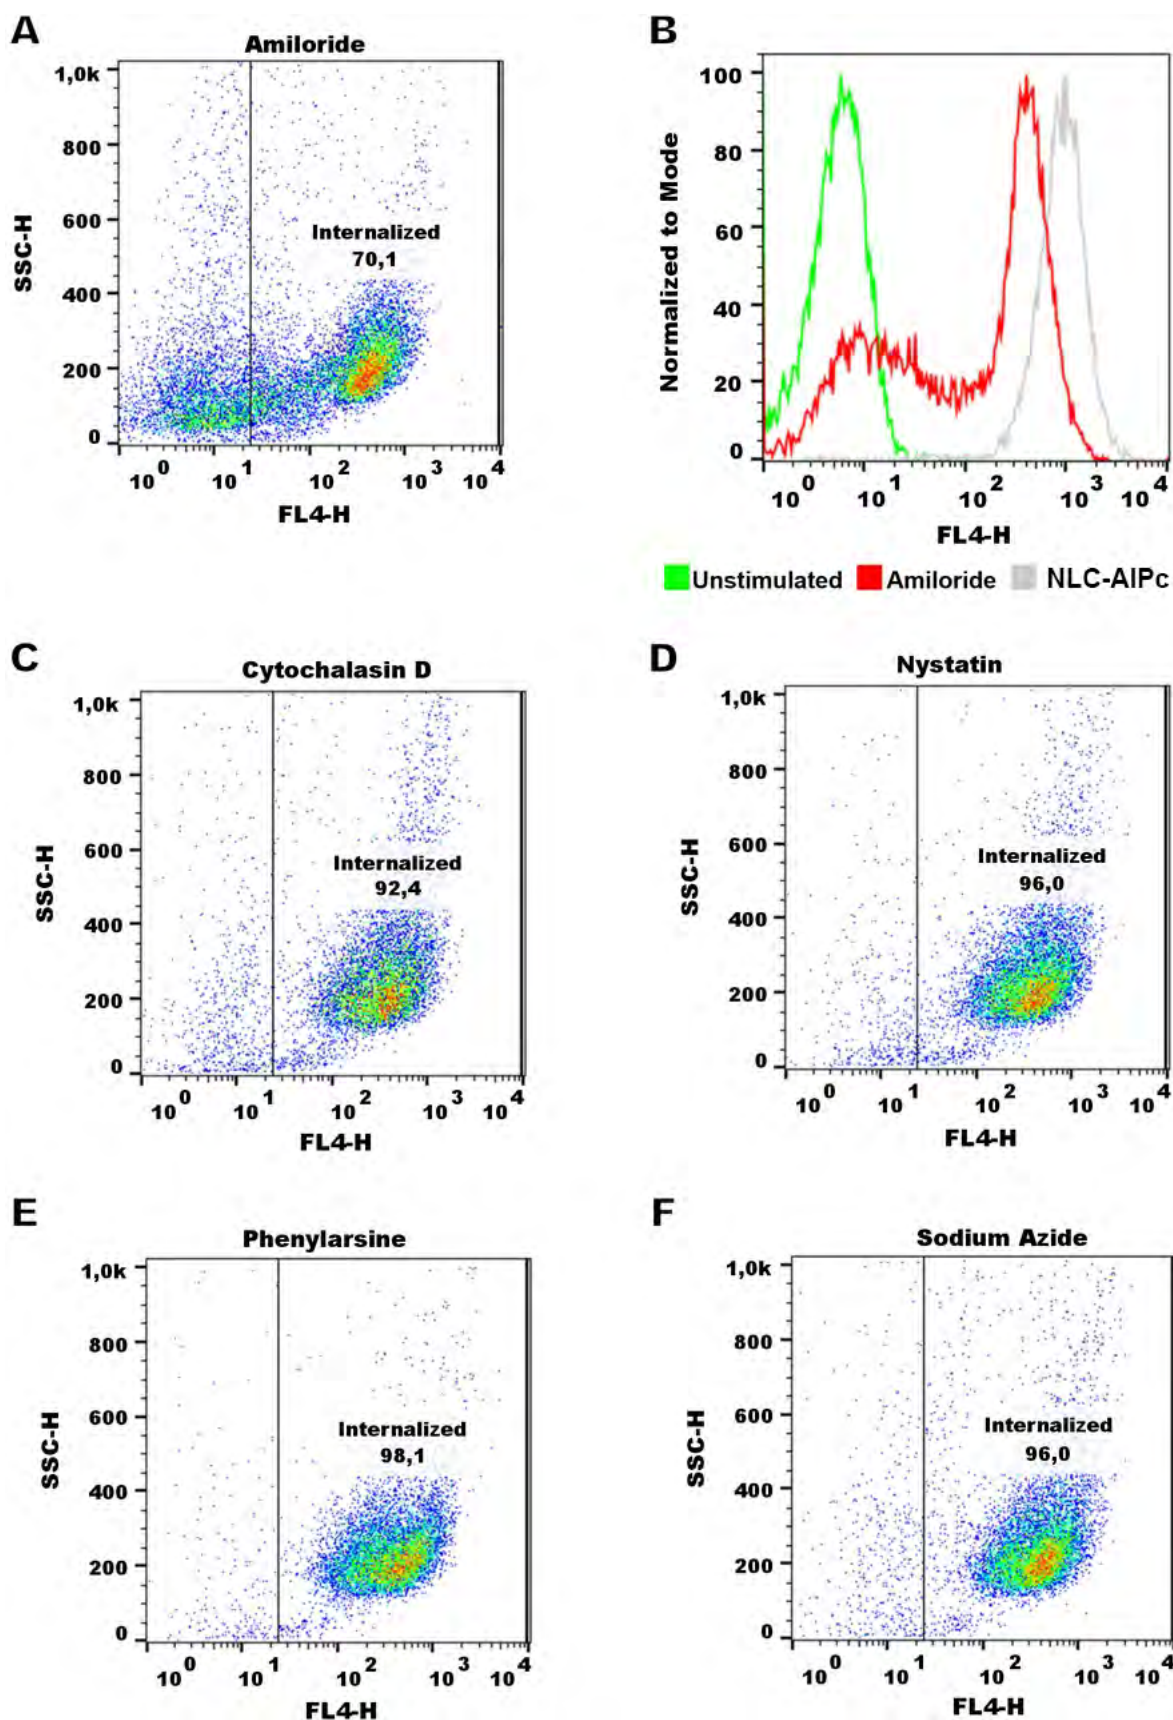 A
Amiloride
1,0k
800
600
400
200
0
SSC-H
Internalized
70,1
10 0 10 1 10 2 10 3 10 4
FL4-H
B
100
80
60
40
20
0
Normalized to Mode
10 0 10 1 10 2 10 3 10 4
FL4-H
Unstimulated Amiloride NLC-AlPc
C
Cytochalasin D
1,0k
800
600
400
200
0
SSC-H
Internalized
92,4
10 0 10 1 10 2 10 3 10 4
FL4-H
D
Nystatin
1,0k
800
600
400
200
0
SSC-H
Internalized
96,0
10 0 10 1 10 2 10 3 10 4
FL4-H
E
Phenylarsine
1,0k
800
600
400
200
0
SSC-H
Internalized
98,1
10 0 10 1 10 2 10 3 10 4
FL4-H
F
Sodium Azide
1,0k
800
600
400
200
0
SSC-H
Internalized
96,0
10 0 10 1 10 2 10 3 10 4
FL4-H